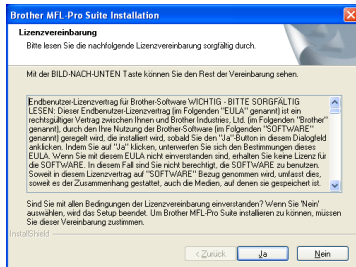 Brother MFL-Pro Suite Installation
Lizenzvereinbarung
Bitte lesen Sie die nachfolgende Lizenzvereinbarung sorgfältig durch.
Mit der BILD-NACH-UNTEN Taste können Sie den Rest der Vereinbarung sehen.
Endbenutzer-Lizenzvertrag für Brother-Software WICHTIG - BITTE SORGFÄLTIG
LESEN: Dieser Endbenutzer-Lizenzvertrag (im Folgenden "EULA" genannt) ist ein
rechtsgültiger Vertrag zwischen Ihnen und Brother Industries, Ltd. (im Folgenden "Brother"
genannt), durch den Ihre Nutzung der Brother-Software (im Folgenden "SOFTWARE"
genannt) geregelt wird, die installiert wird, sobald Sie den "Ja"-Button in diesem Dialogfeld
anklicken. Indem Sie auf "Ja" klicken, unterwerfen Sie sich den Bestimmungen dieses
EULA. Wenn Sie mit diesem EULA nicht einverstanden sind, erhalten Sie keine Lizenz für
die SOFTWARE. In diesem Fall sind Sie nicht berechtigt, die SOFTWARE zu benutzen.
Soweit in diesem Lizenzvertrag auf "SOFTWARE" Bezug genommen wird, umfasst dies,
soweit es der Zusammenhang gestattet, auch die Medien, auf denen sie gespeichert ist.
Sind Sie mit allen Bedingungen der Lizenzvereinbarung einverstanden? Wenn Sie 'Nein'
auswählen, wird das Setup beendet. Um Brother MFL-Pro Suite installieren zu können, müssen
Sie dieser Vereinbarung zustimmen.
InstallShield
< Zurück Ja Nein